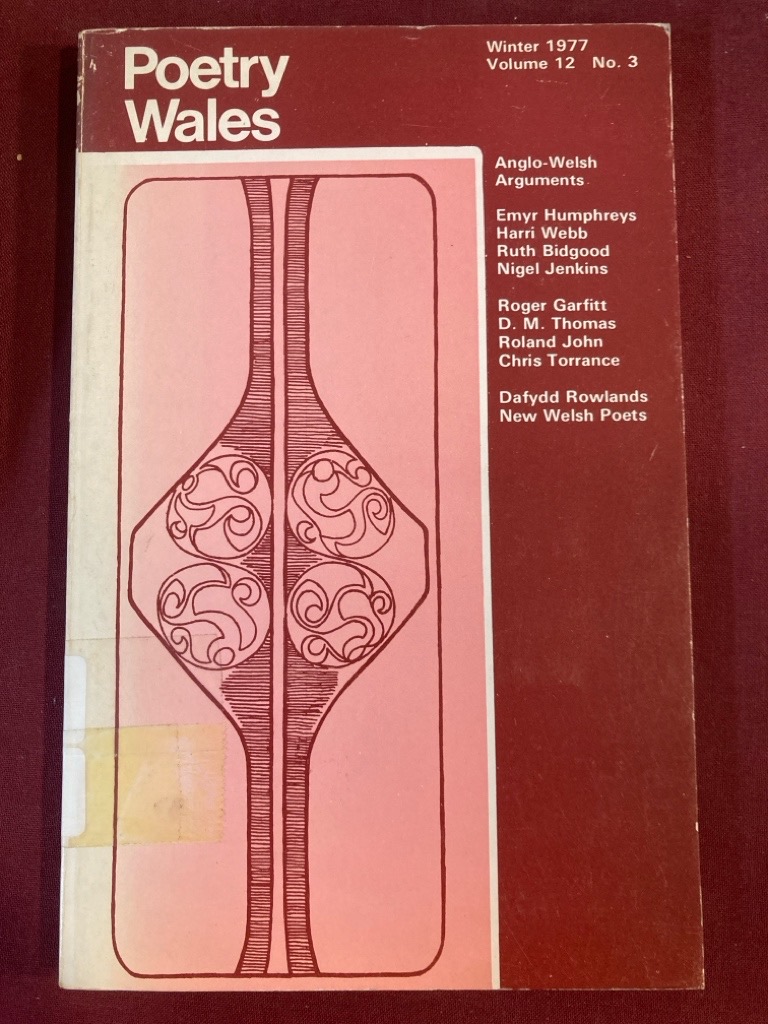 Poetry
Wales
Winter 1977
Volume 12 No. 3
Anglo-Welsh
Arguments
Emyr Humphreys
Harri Webb
Ruth Bidgood
Nigel Jenkins
Roger Garfitt
D. M. Thomas
Roland John
Chris Torrance
Dafydd Rowlands
New Welsh Poets